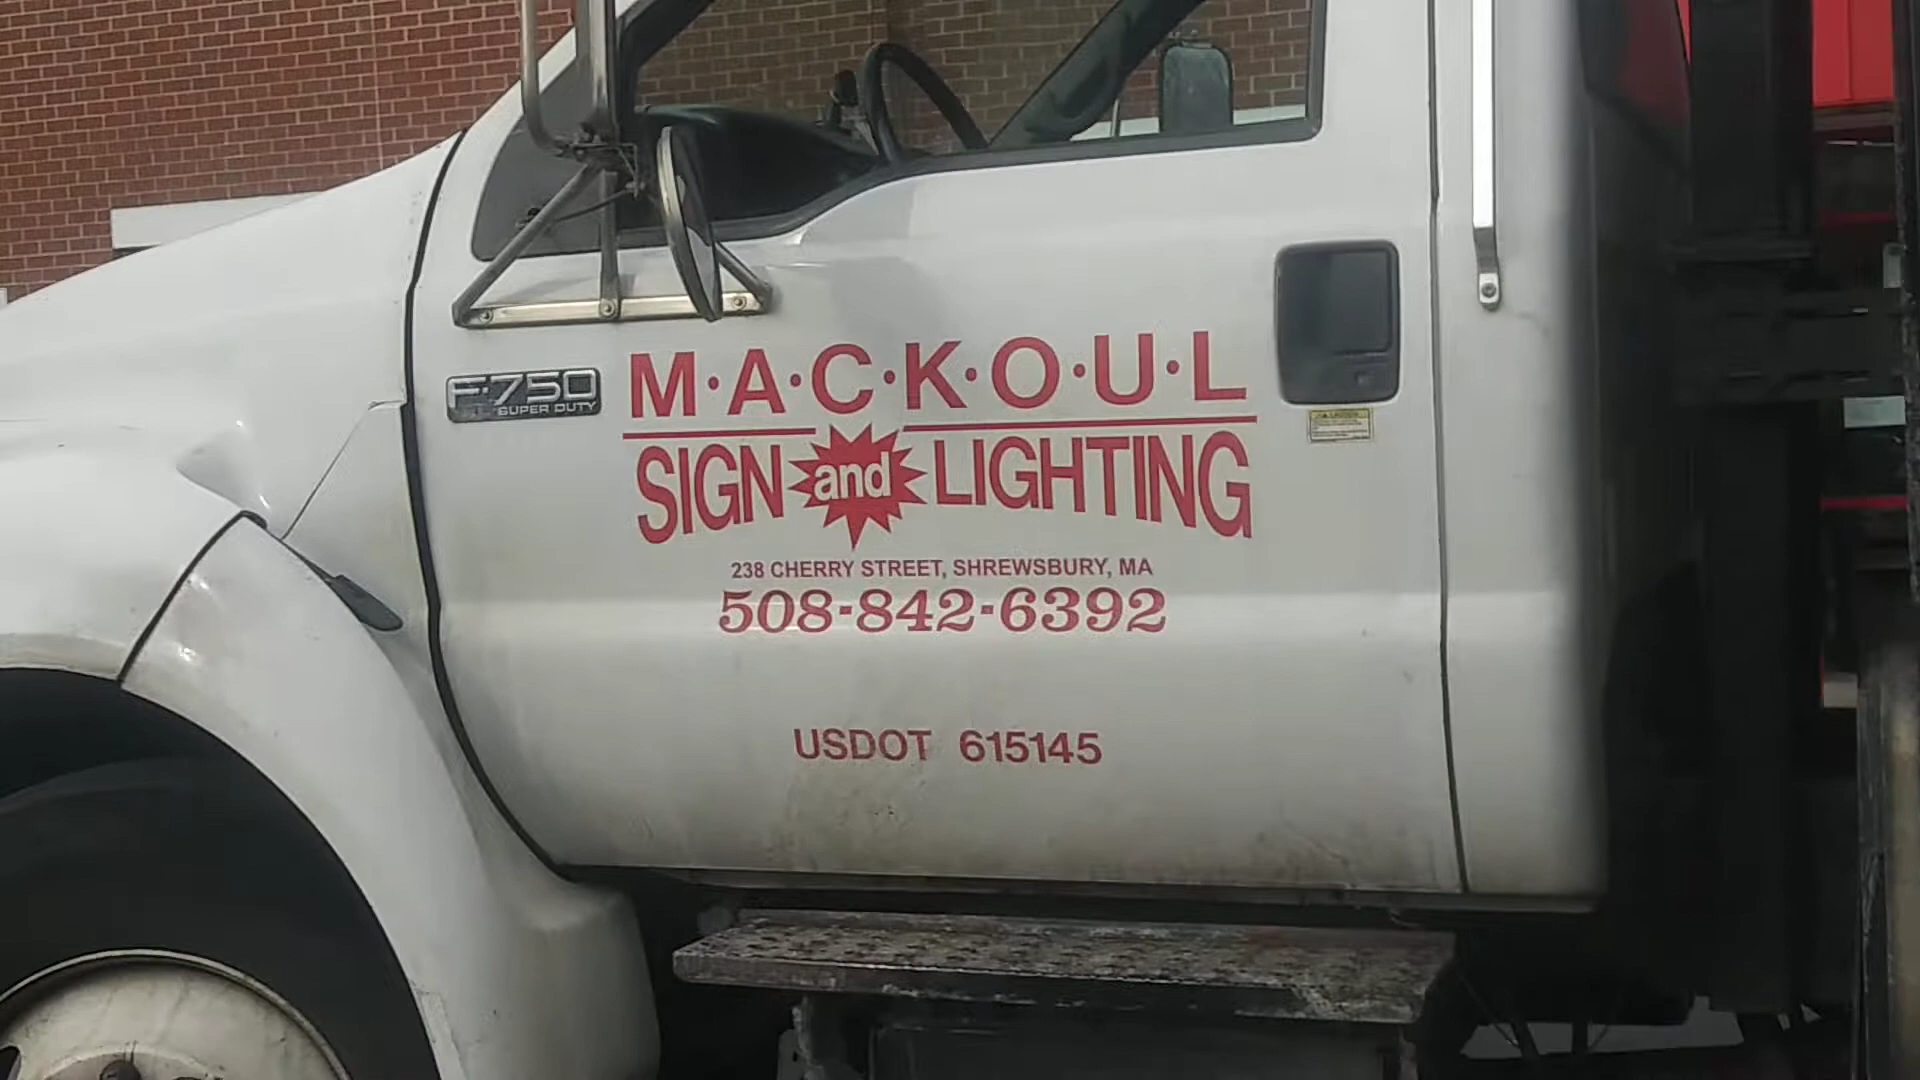 F-750
SUPER DUTY
M·A·C·K·O·U·L
SIGN and LIGHTING
238 CHERRY STREET, SHREWSBURY, MA
508-842-6392
USDOT 615145